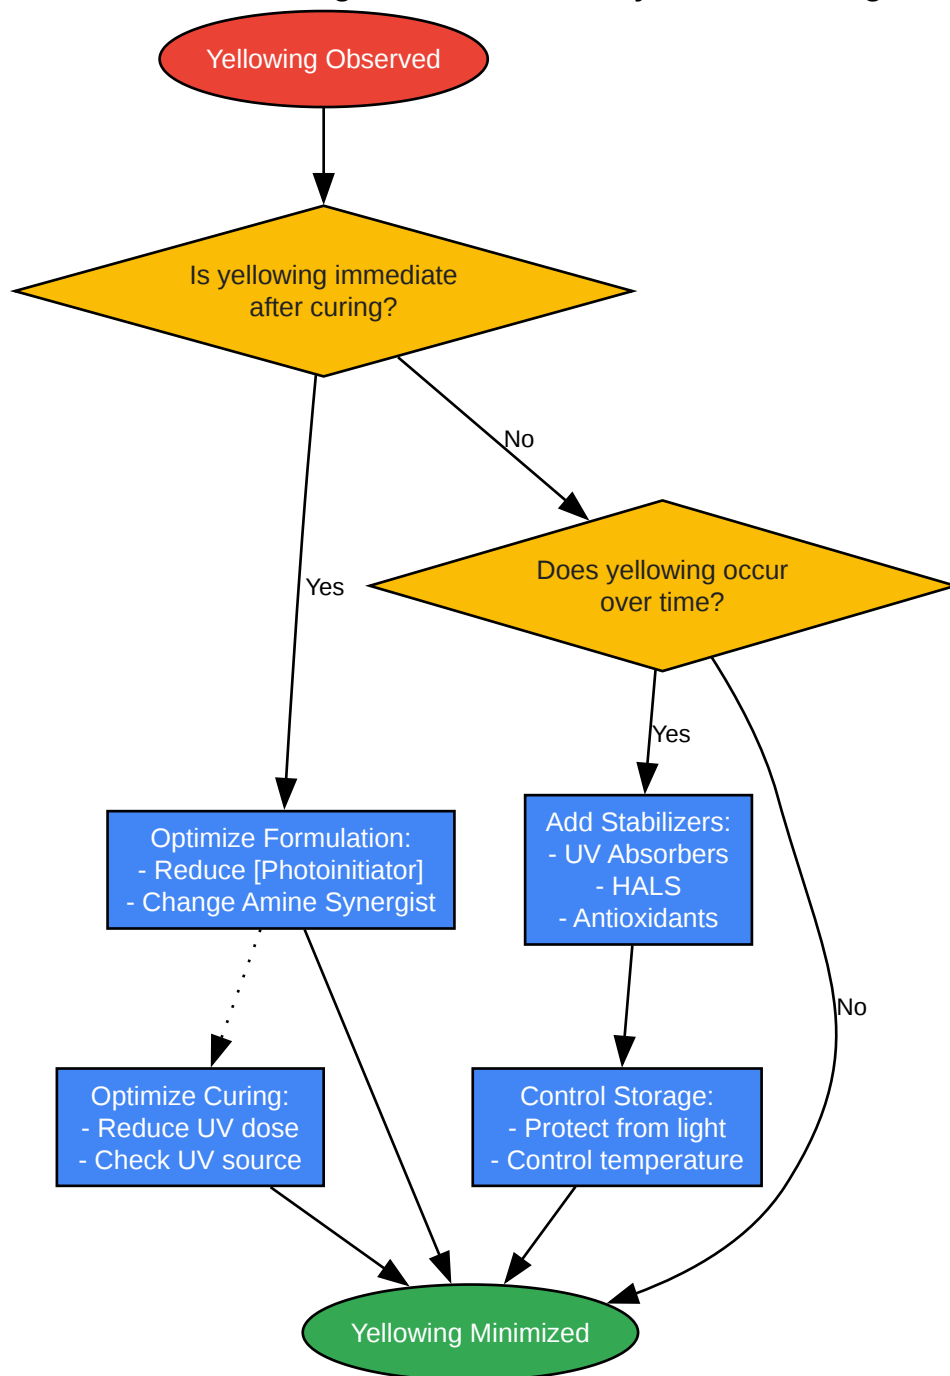 Yellowing Observed
Is yellowing immediate
after curing?
No
Does yellowing occur
over time?
Yes
Yes
Optimize Formulation:
- Reduce [Photoinitiator]
- Change Amine Synergist
Add Stabilizers:
- UV Absorbers
- HALS
- Antioxidants
No
Optimize Curing:
- Reduce UV dose
- Check UV source
Control Storage:
- Protect from light
- Control temperature
Yellowing Minimized